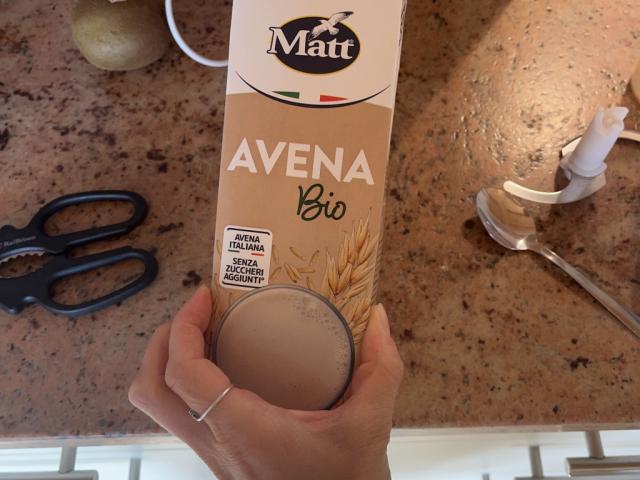 Matt
AVENA
Bio
AVENA
ITALIANA
SENZA
ZUCCHERI
AGGIUNTI*